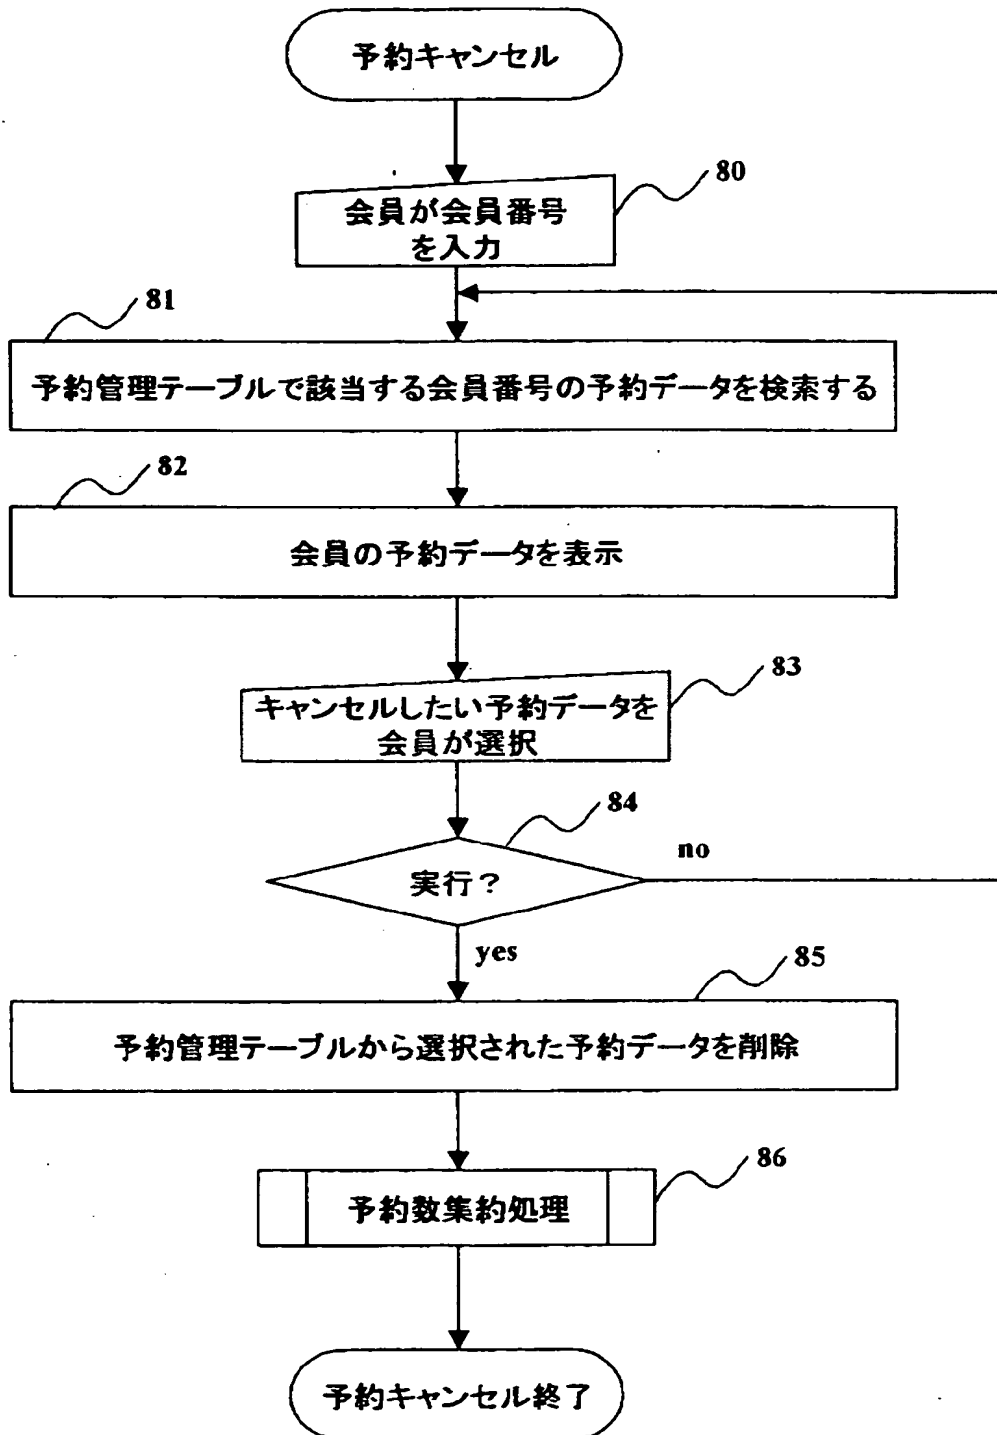 予約キャンセル
80
会員が会員番号
を入力
81
予約管理テーブルで該当する会員番号の予約データを検索する
82
会員の予約データを表示
83
キャンセルしたい予約データを
会員が選択
84
実行？
no
yes
85
予約管理テーブルから選択された予約データを削除
86
予約数集約処理
予約キャンセル終了